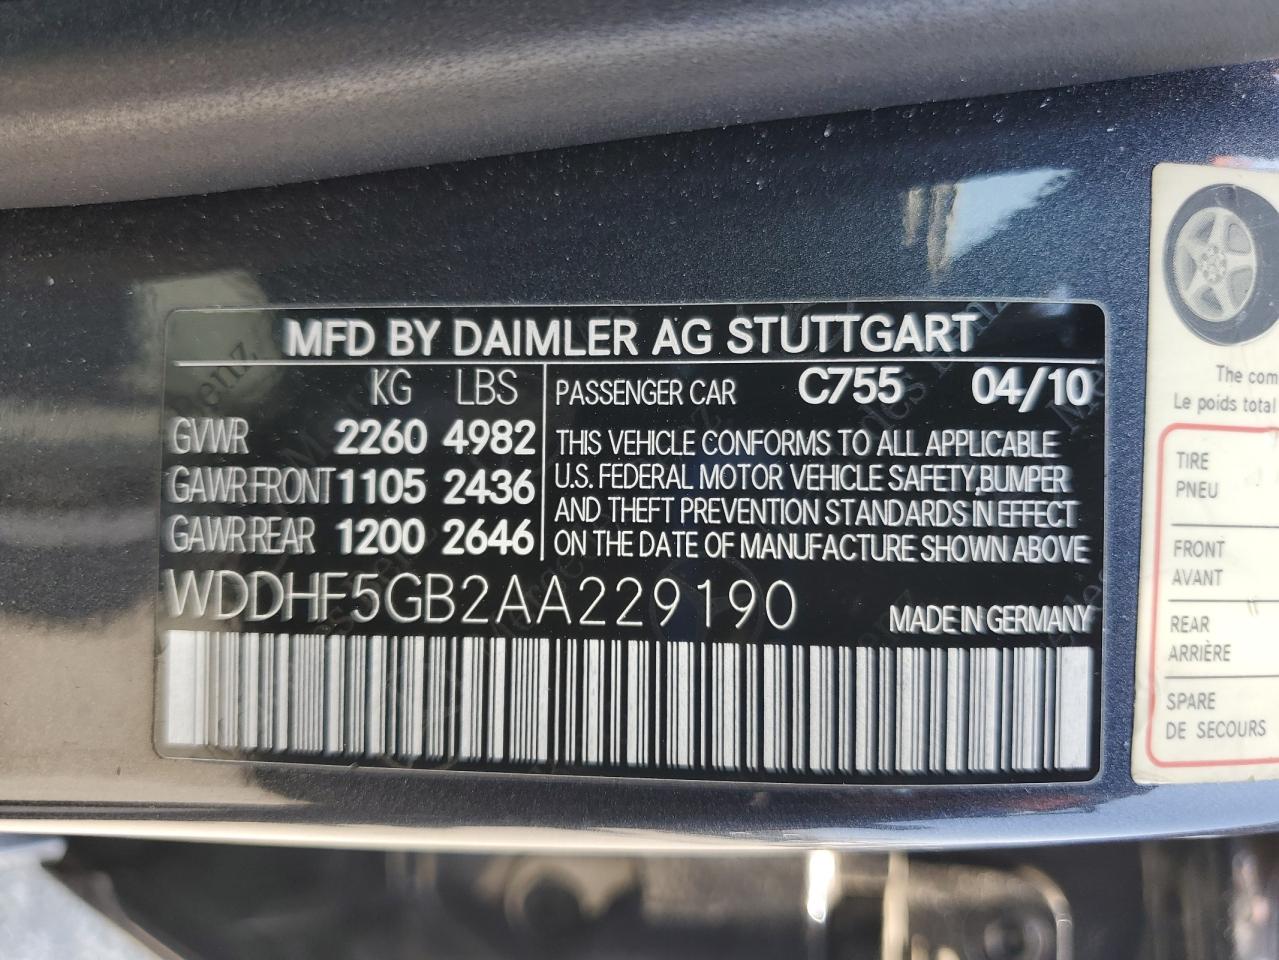 MFD BY DAIMLER AG STUTTGART
KG LBS
GVWR 2260 4982
GAWR FRONT 1105 2436
GAWR REAR 1200 2646
PASSENGER CAR C755 04/10
THIS VEHICLE CONFORMS TO ALL APPLICABLE
U.S. FEDERAL MOTOR VEHICLE SAFETY, BUMPER
AND THEFT PREVENTION STANDARDS IN EFFECT
ON THE DATE OF MANUFACTURE SHOWN ABOVE
WDDHF5GB2AA229190 MADE IN GERMANY
The com
Le poids total
TIRE
PNEU
FRONT
AVANT
REAR
ARRIÈRE
SPARE
DE SECOURS